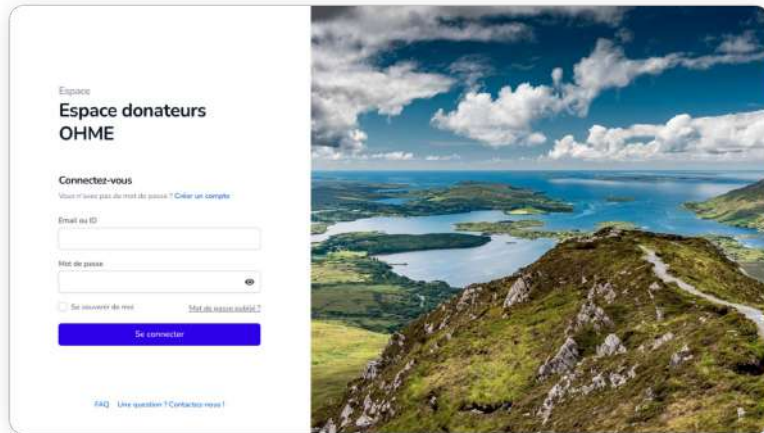 Espace
Espace donateurs
OHME
Connectez-vous
Vous n'avez pas de mot de passe ? Créer un compte
Email ou ID
Mot de passe
Se souvenir de moi
Mot de passe oublié ?
Se connecter
FAQ Une question ? Contactez-nous !